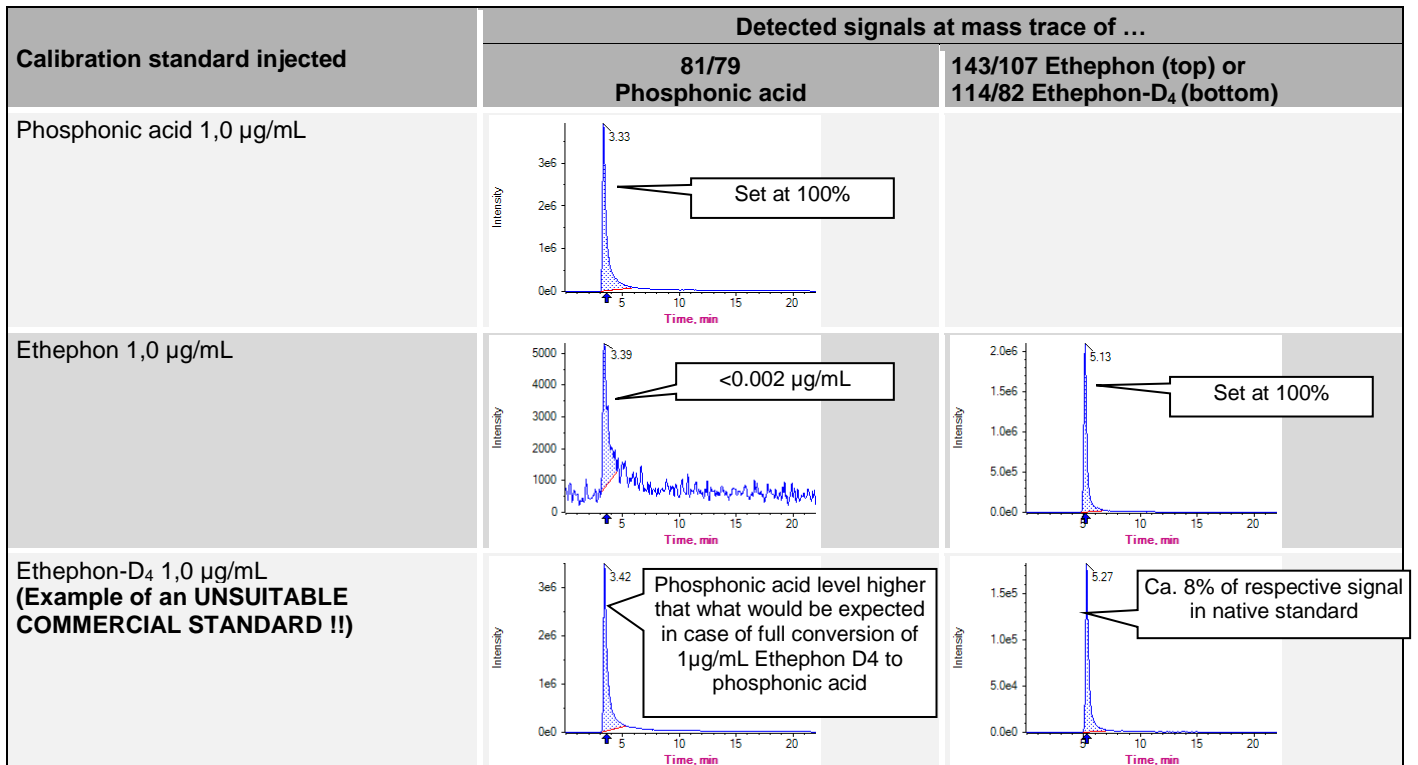 Calibration standard injected
Detected signals at mass trace of …
81/79
Phosphonic acid
143/107 Ethephon (top) or
114/82 Ethephon-D4 (bottom)
Phosphonic acid 1,0 µg/mL
3.33
Set at 100%
Intensity
3e6
2e6
1e6
0e0
5 10 15 20
Time, min
Ethephon 1,0 µg/mL
3.39
<0.002 µg/mL
Intensity
5000
4000
3000
2000
1000
0
5 10 15 20
Time, min
5.13
Set at 100%
Intensity
2.0e6
1.5e6
1.0e6
5.0e5
0.0e0
5 10 15 20
Time, min
Ethephon-D4 1,0 µg/mL
(Example of an UNSUITABLE
COMMERCIAL STANDARD !!)
3.42
Phosphonic acid level higher
that what would be expected
in case of full conversion of
1µg/mL Ethephon D4 to
phosphonic acid
Intensity
3e6
2e6
1e6
0e0
5 10 15 20
Time, min
5.27
Ca. 8% of respective signal
in native standard
Intensity
1.5e5
1.0e5
5.0e4
0.0e0
5 10 15 20
Time, min